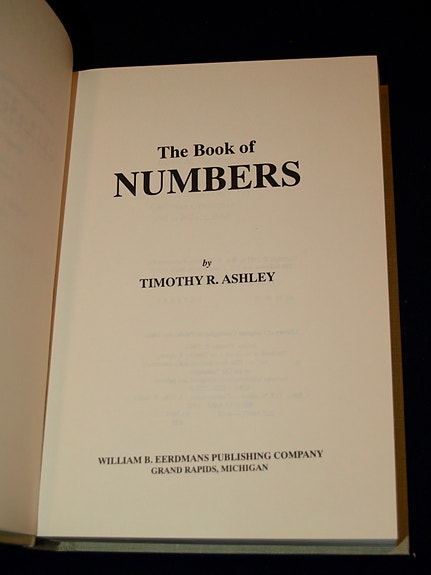 The Book of
NUMBERS
by
TIMOTHY R. ASHLEY
WILLIAM B. EERDMANS PUBLISHING COMPANY
GRAND RAPIDS, MICHIGAN